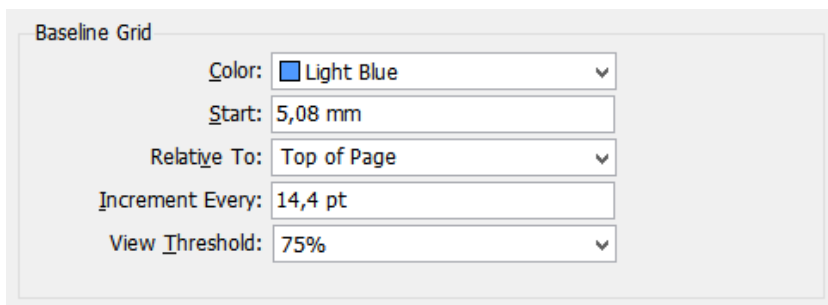 Baseline Grid
Color: Light Blue
Start: 5,08 mm
Relative To: Top of Page
Increment Every: 14,4 pt
View Threshold: 75%